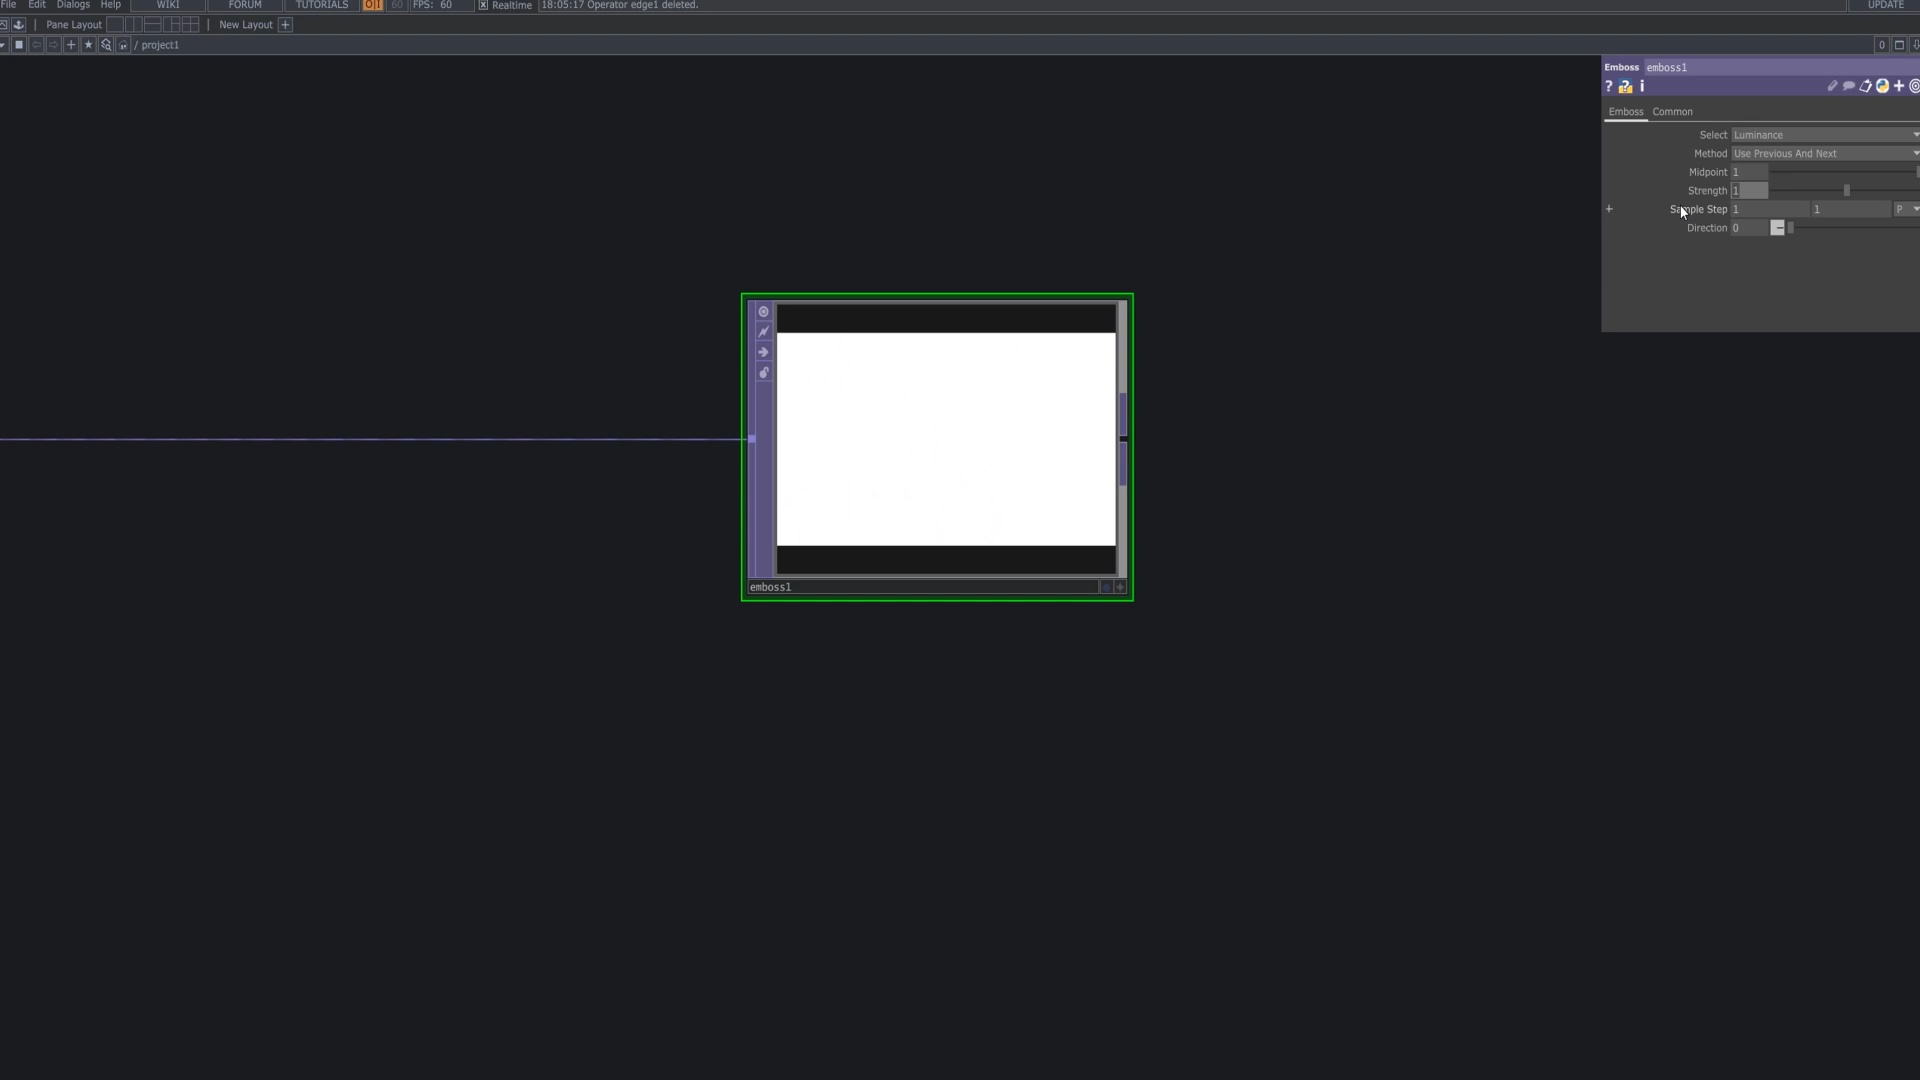 File Edit Dialogs Help WIKI FORUM TUTORIALS O|I 60 FPS: 60 Realtime 18:05:17 Operator edge1 deleted. UPDATE
Pane Layout New Layout +
/ project1 0
Emboss emboss1
? ? i
Emboss Common
Select Luminance
Method Use Previous And Next
Midpoint 1
Strength 1
+ Sample Step 1 1 P
Direction 0
emboss1